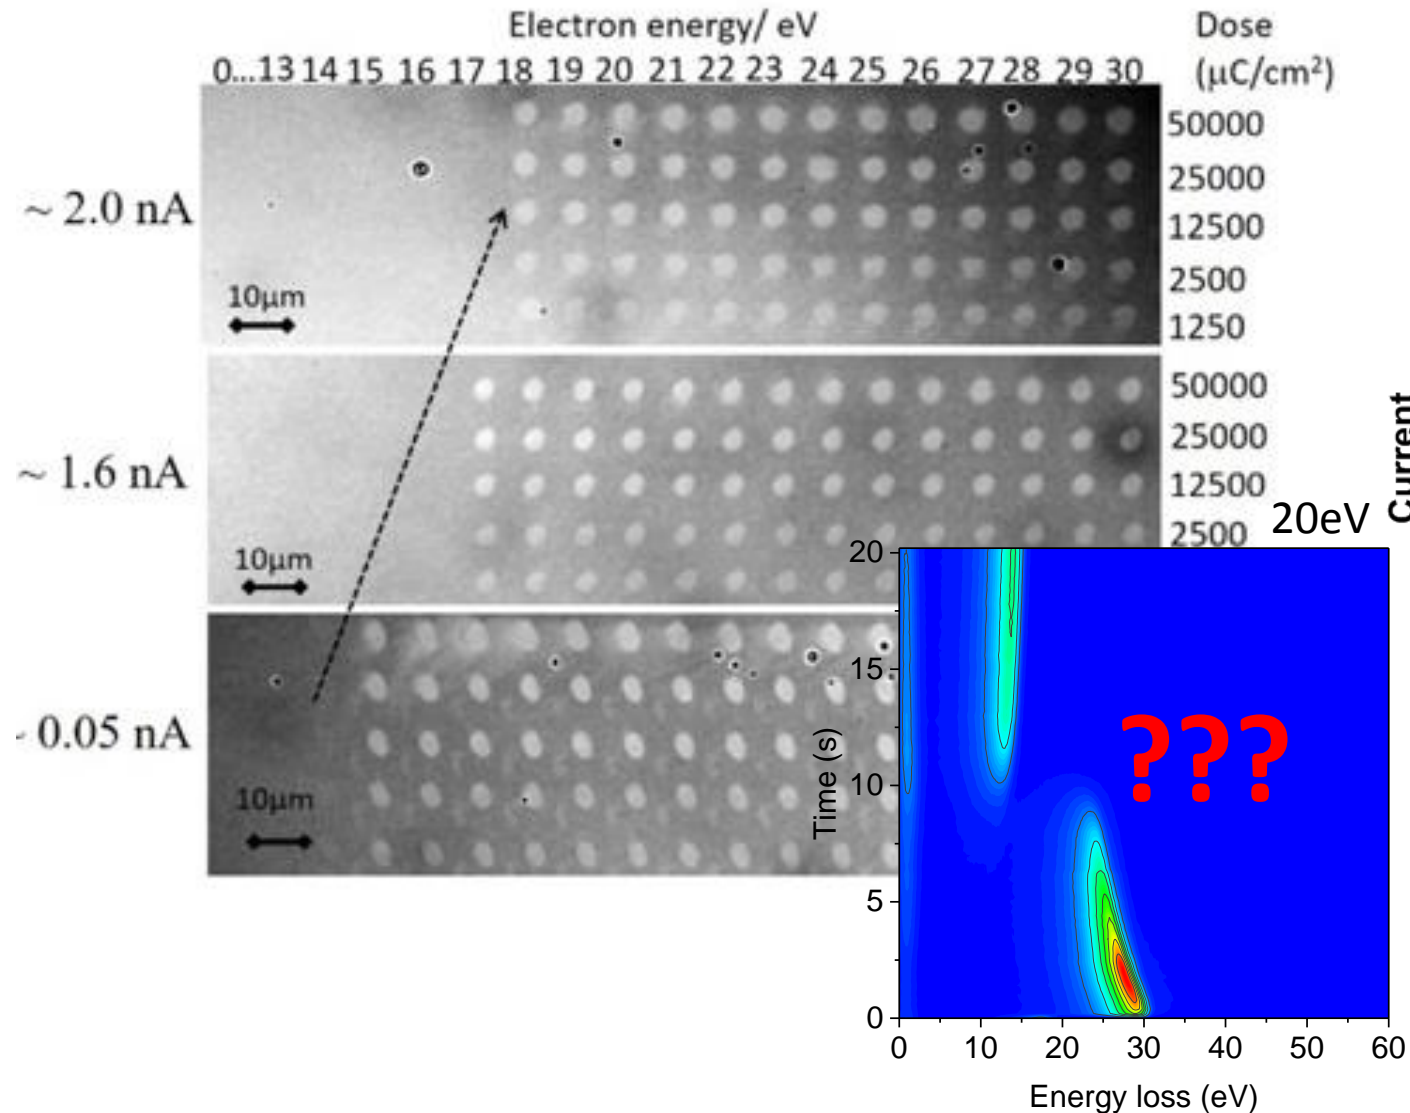 Electron energy/ eV
Dose
(μC/cm²)
0...13 14 15 16 17 18 19 20 21 22 23 24 25 26 27 28 29 30
50000
25000
~ 2.0 nA
12500
2500
10μm
1250
50000
25000
~ 1.6 nA
12500
2500
10μm
Current
20eV
~ 0.05 nA
10μm
???
Time (s)
20
15
10
5
0
0 10 20 30 40 50 60
Energy loss (eV)